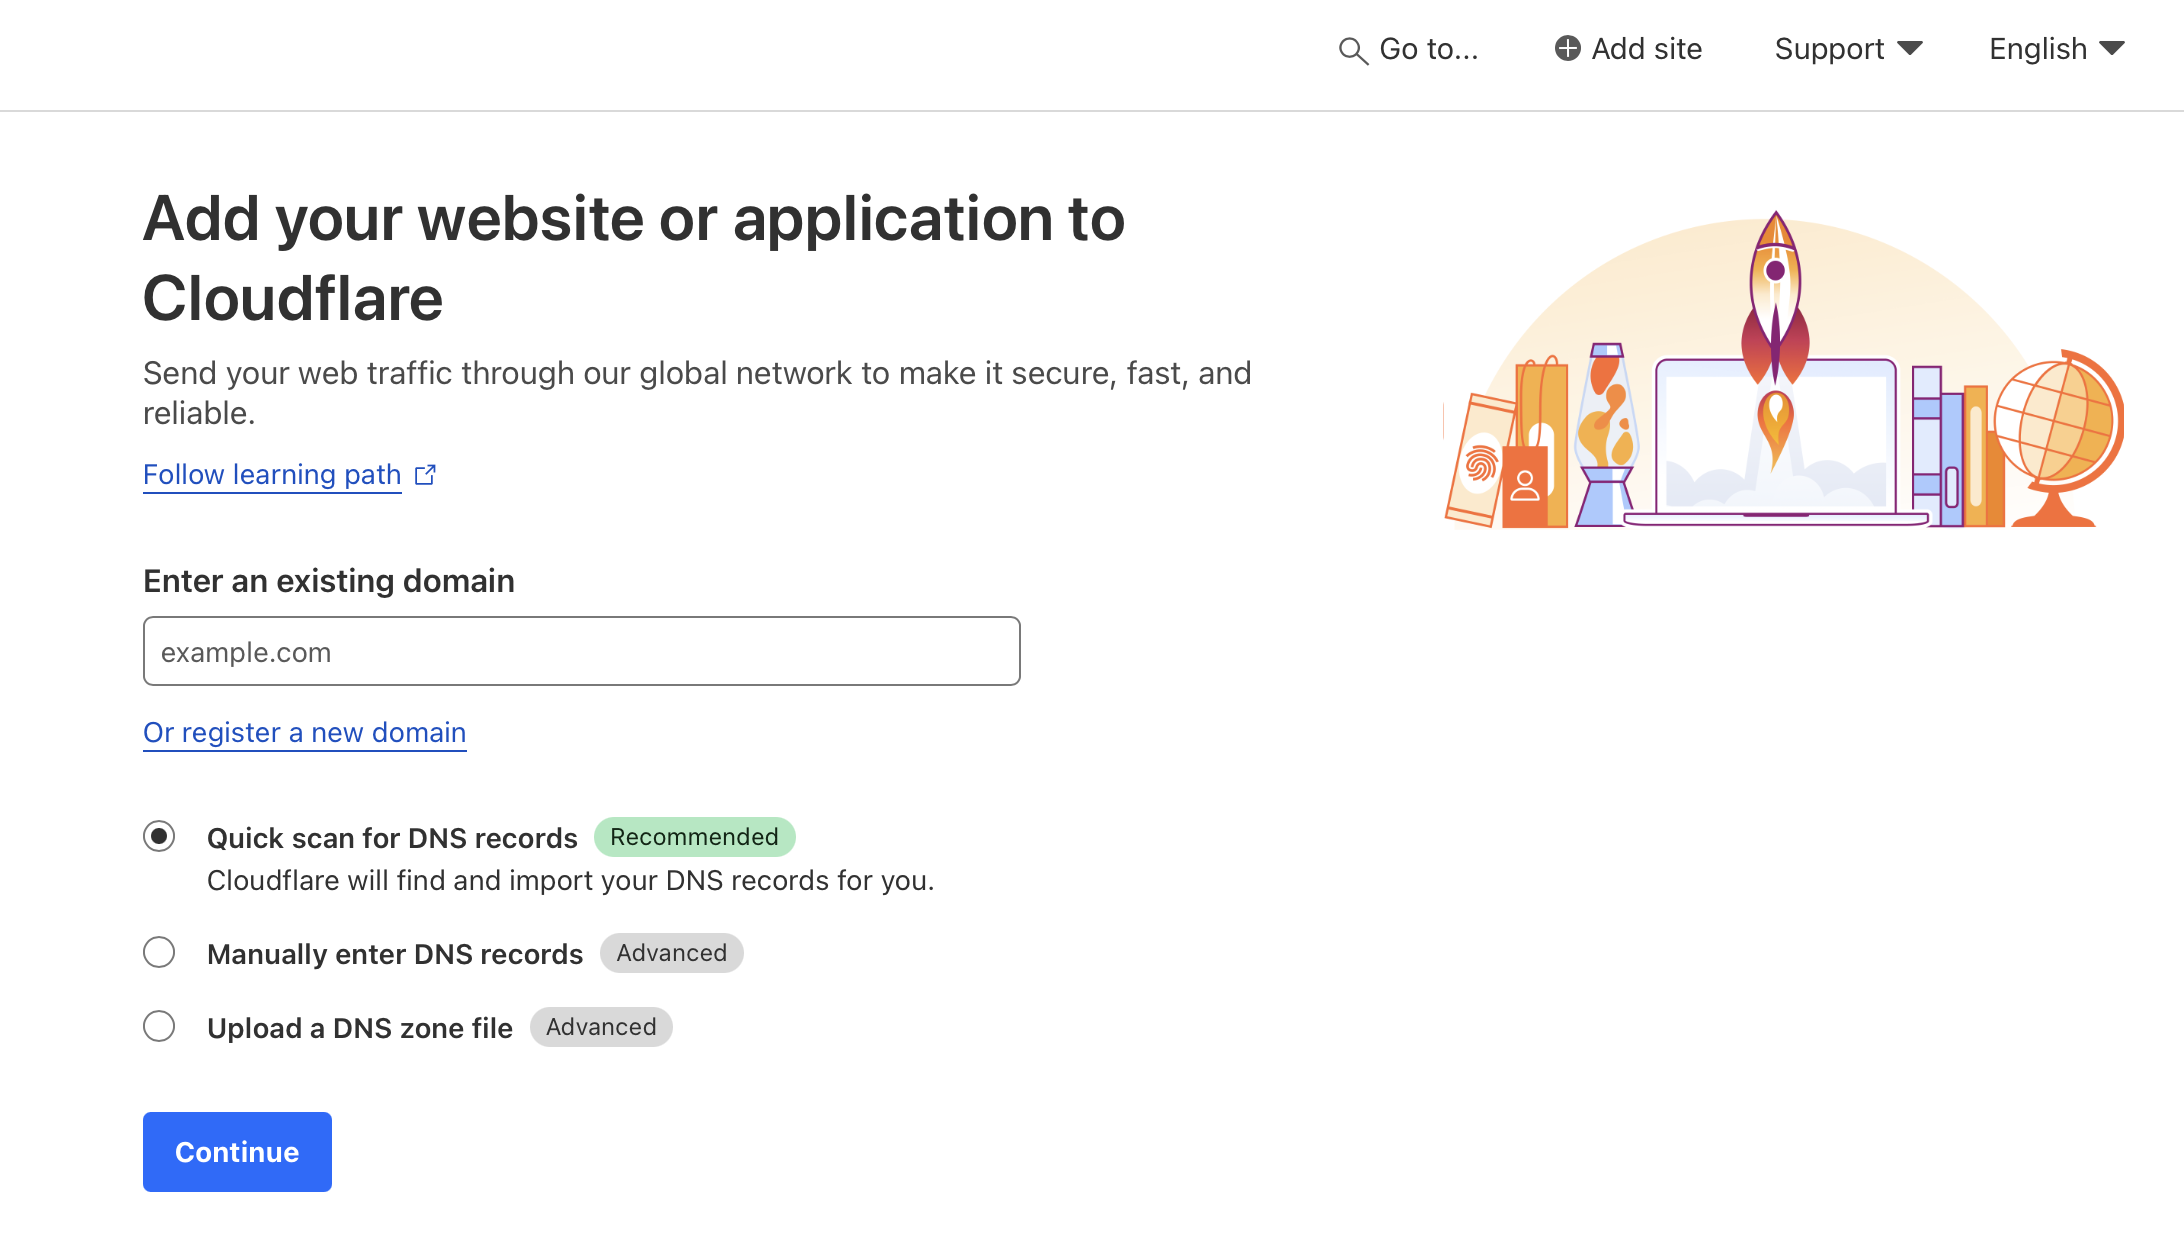 Go to...
Add site
Support
English
Add your website or application to
Cloudflare
Send your web traffic through our global network to make it secure, fast, and
reliable.
Follow learning path
Enter an existing domain
example.com
Or register a new domain
Quick scan for DNS records Recommended
Cloudflare will find and import your DNS records for you.
Manually enter DNS records Advanced
Upload a DNS zone file Advanced
Continue